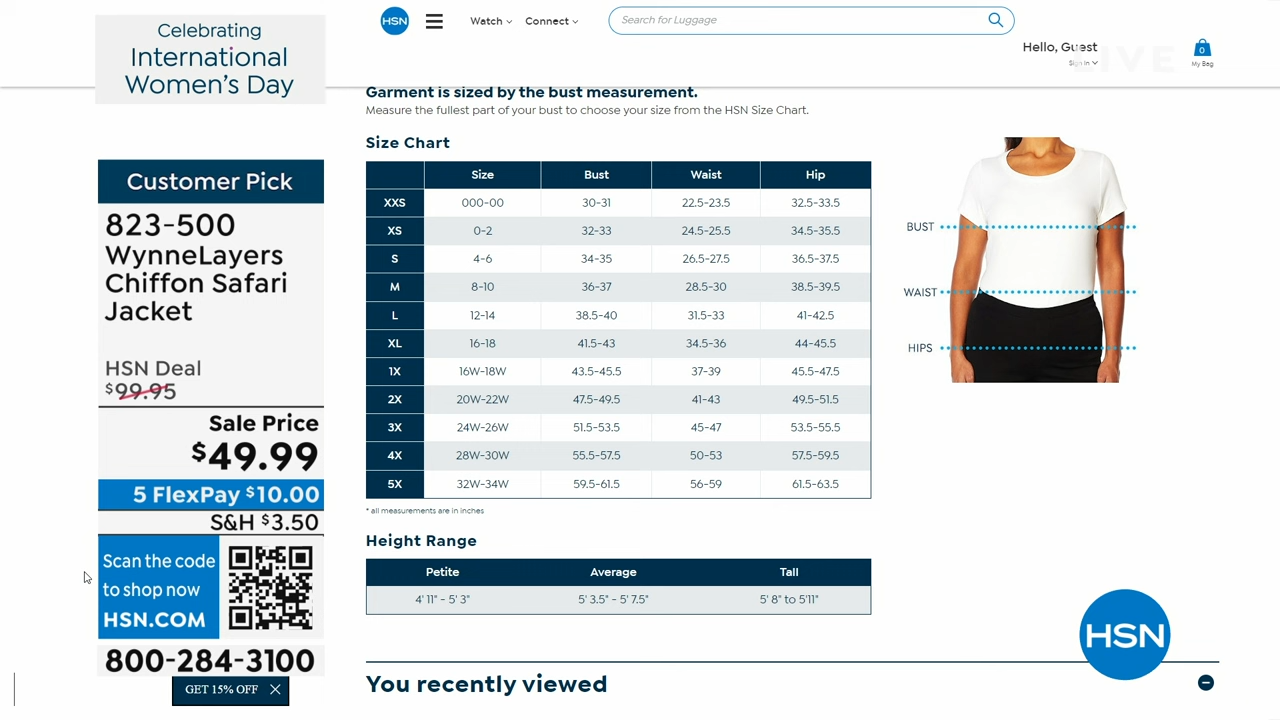 Celebrating
International
Women's Day
HSN
Watch
Connect
Search for Luggage
Hello, Guest
Sign In
LIVE
0
My Bag
Customer Pick
823-500
WynneLayers
Chiffon Safari
Jacket
HSN Deal
$99.95
Sale Price
$49.99
5 FlexPay $10.00
S&H $3.50
Scan the code
to shop now
HSN.COM
800-284-3100
GET 15% OFF
Garment is sized by the bust measurement.
Measure the fullest part of your bust to choose your size from the HSN Size Chart.
Size Chart
Size Bust Waist Hip
XXS 000-00 30-31 22.5-23.5 32.5-33.5
XS 0-2 32-33 24.5-25.5 34.5-35.5
S 4-6 34-35 26.5-27.5 36.5-37.5
M 8-10 36-37 28.5-30 38.5-39.5
L 12-14 38.5-40 31.5-33 41-42.5
XL 16-18 41.5-43 34.5-36 44-45.5
1X 16W-18W 43.5-45.5 37-39 45.5-47.5
2X 20W-22W 47.5-49.5 41-43 49.5-51.5
3X 24W-26W 51.5-53.5 45-47 53.5-55.5
4X 28W-30W 55.5-57.5 50-53 57.5-59.5
5X 32W-34W 59.5-61.5 56-59 61.5-63.5
* all measurements are in inches
BUST
WAIST
HIPS
Height Range
Petite Average Tall
4' 11" - 5' 3" 5' 3.5" - 5' 7.5" 5' 8" to 5'11"
HSN
You recently viewed